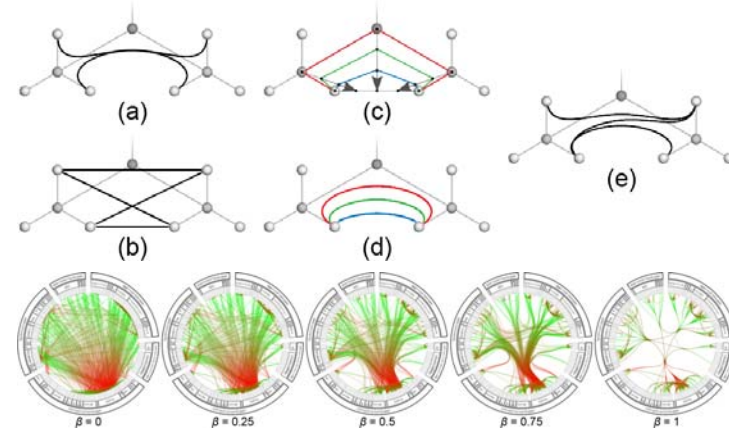 (a)
(c)
(e)
(b)
(d)
β = 0
β = 0.25
β = 0.5
β = 0.75
β = 1